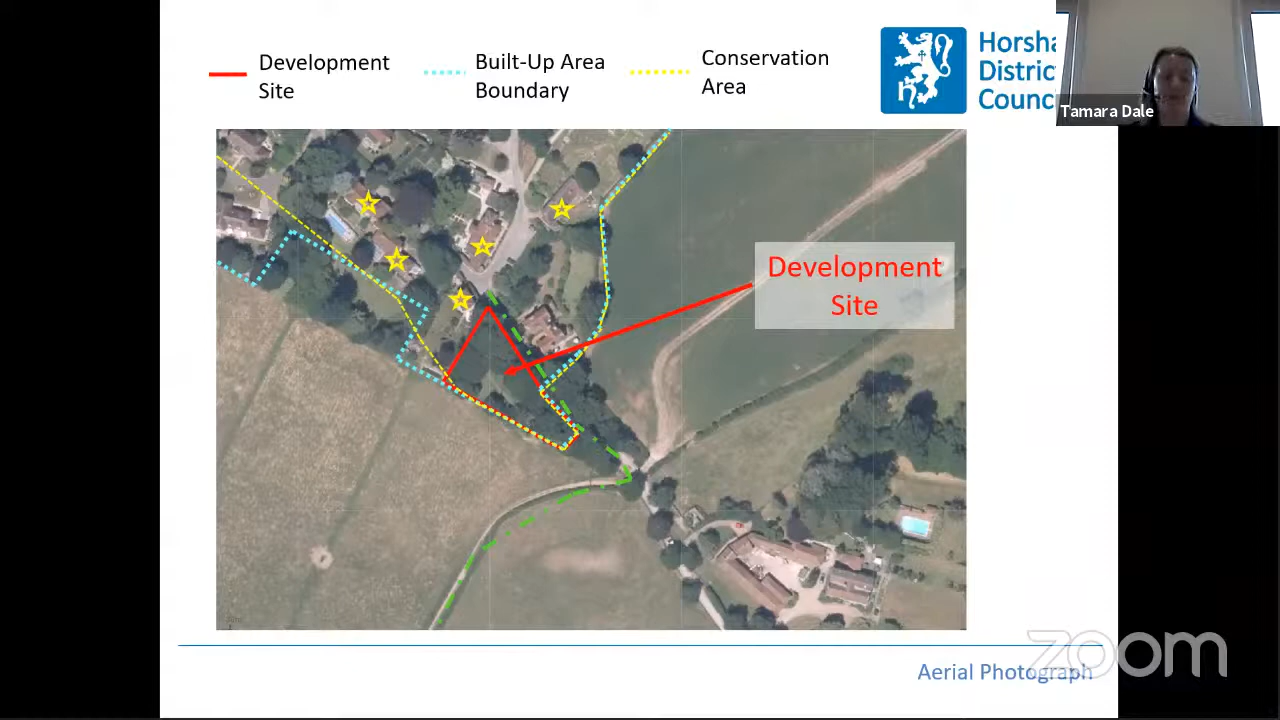 Development
Site
Built-Up Area
Boundary
Conservation
Area
Horsha
Distric
Counc
Tamara Dale
Development
Site
zoom
Aerial Photograph